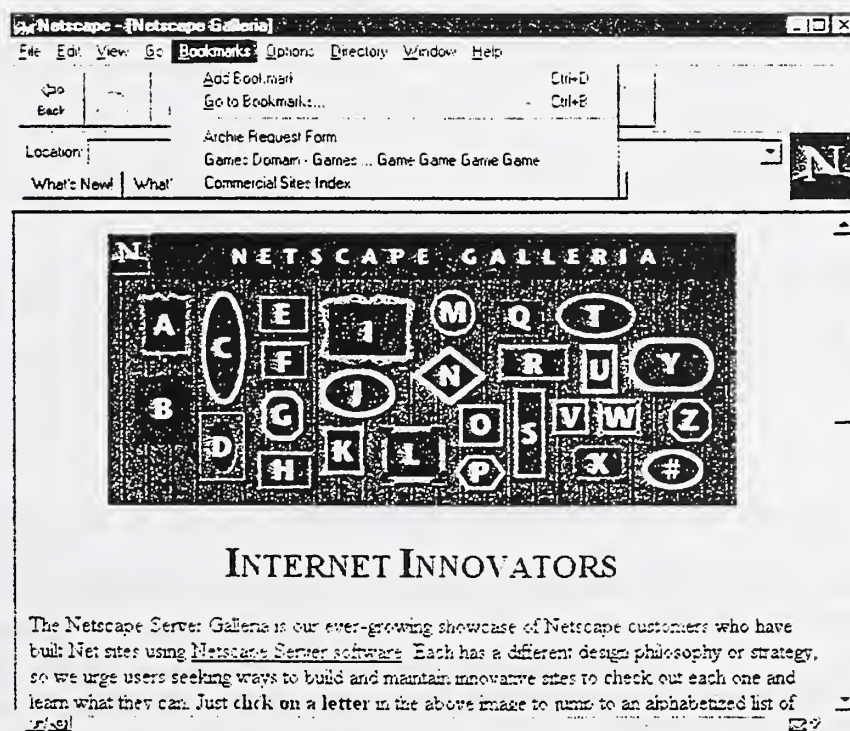 Netscape - [Netscape Galleria]
File Edit View Go Bookmarks Options Directory Window Help
Add Bookmark Ctrl+D
Go to Bookmarks... Ctrl+B
Back
Archie Request Form
Location:
Games Domain - Games ... Game Game Game Game
What's New! What'
Commercial Sites Index
N
N NETSCAPE GALLERIA
A C E I M Q T
F J N R U Y
B G O S V W Z
D H K L P X #
INTERNET INNOVATORS
The Netscape Server Galleria is our ever-growing showcase of Netscape customers who have
built Net sites using Netscape Server software. Each has a different design philosophy or strategy,
so we urge users seeking ways to build and maintain innovative sites to check out each one and
learn what they can. Just click on a letter in the above image to jump to an alphabetized list of